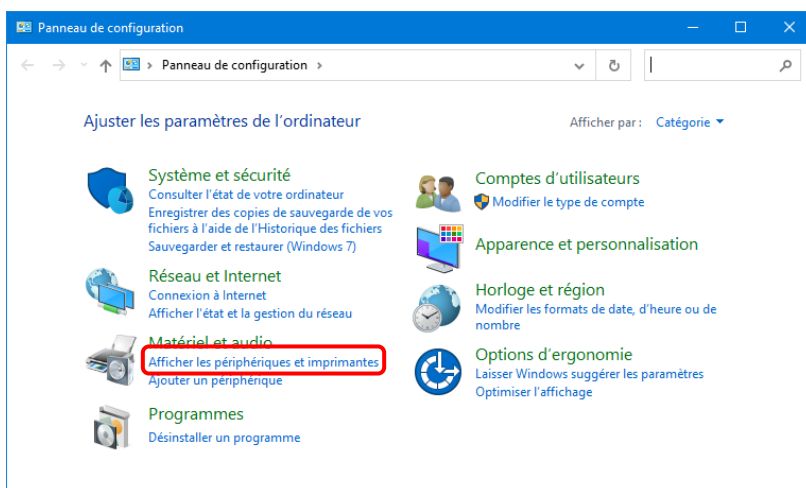 Panneau de configuration
Panneau de configuration
Ajuster les paramètres de l'ordinateur
Afficher par : Catégorie
Système et sécurité
Consulter l'état de votre ordinateur
Enregistrer des copies de sauvegarde de vos
fichiers à l'aide de l'Historique des fichiers
Sauvegarder et restaurer (Windows 7)
Réseau et Internet
Connexion à Internet
Afficher l'état et la gestion du réseau
Matériel et audio
Afficher les périphériques et imprimantes
Ajouter un périphérique
Programmes
Désinstaller un programme
Comptes d'utilisateurs
Modifier le type de compte
Apparence et personnalisation
Horloge et région
Modifier les formats de date, d'heure ou de
nombre
Options d'ergonomie
Laisser Windows suggérer les paramètres
Optimiser l'affichage